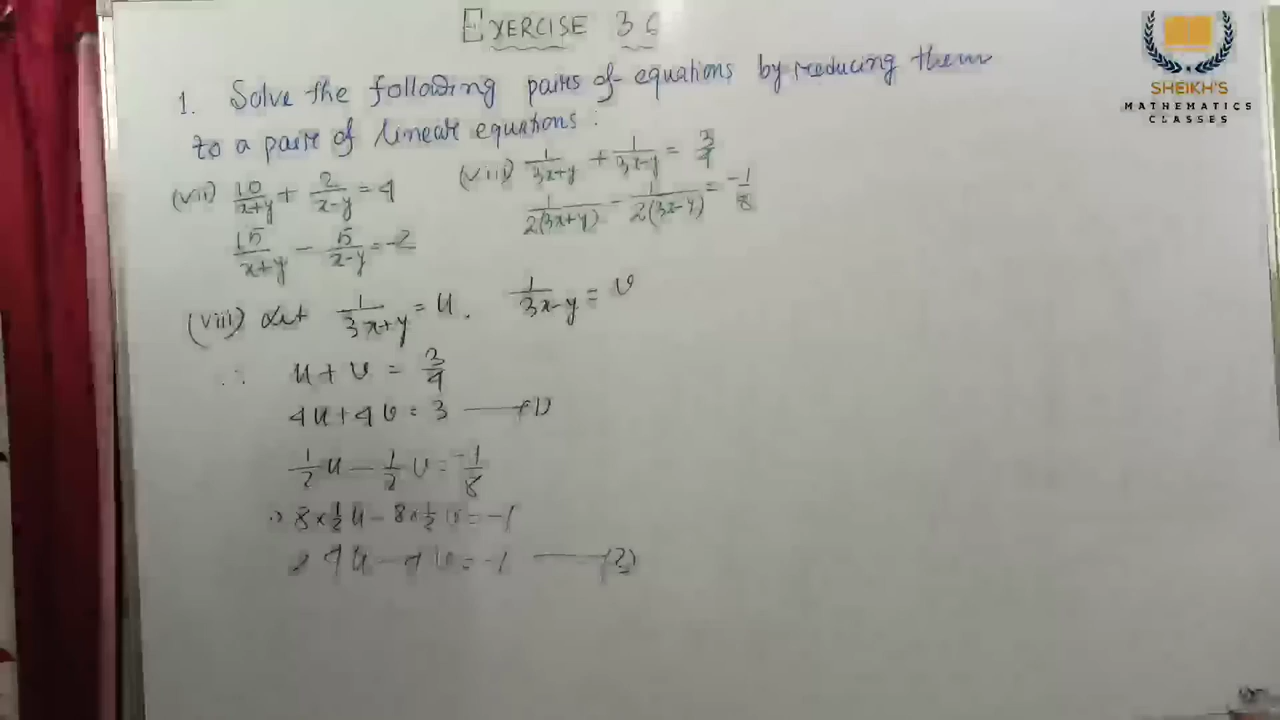 EXERCISE 3 6
SHEIKH'S
MATHEMATICS
CLASSES
1. Solve the following pairs of equations by reducing them
to a pair of linear equations :
(vii) 10/(x+y) + 2/(x-y) = 4
15/(x+y) - 5/(x-y) = -2
(viii) 1/(3x+y) + 1/(3x-y) = 3/4
1/2(3x+y) - 1/2(3x-y) = -1/8
(viii) Let 1/(3x+y) = u, 1/(3x-y) = v
∴ u + v = 3/4
4u + 4v = 3 —(1)
1/2 u - 1/2 v = -1/8
8×1/2 u - 8×1/2 v = -1
4u - 4v = -1 —(2)